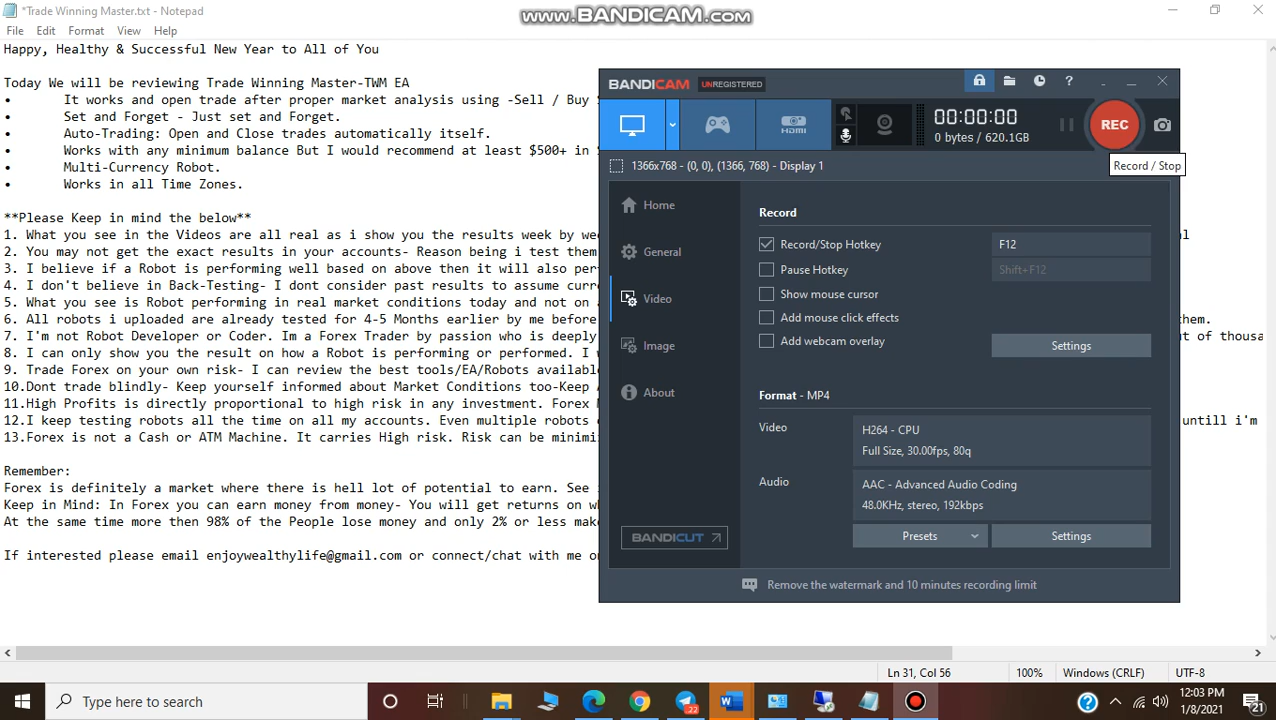 *Trade Winning Master.txt - Notepad
www.BANDICAM.com
File Edit Format View Help
Happy, Healthy & Successful New Year to All of You
Today We will be reviewing Trade Winning Master-TWM EA
• It works and open trade after proper market analysis using -Sell / Buy
• Set and Forget - Just set and Forget.
• Auto-Trading: Open and Close trades automatically itself.
• Works with any minimum balance But I would recommend at least $500+ in
• Multi-Currency Robot.
• Works in all Time Zones.
**Please Keep in mind the below**
1. What you see in the Videos are all real as i show you the results week by
2. You may not get the exact results in your accounts- Reason being i test them
3. I believe if a Robot is performing well based on above then it will also
4. I don't believe in Back-Testing- I dont consider past results to assume
5. What you see is Robot performing in real market conditions today and not on
6. All robots i uploaded are already tested for 4-5 Months earlier by me before
7. I'm not Robot Developer or Coder. Im a Forex Trader by passion who is deeply
8. I can only show you the result on how a Robot is performing or performed. I
9. Trade Forex on your own risk- I can review the best tools/EA/Robots
10.Dont trade blindly- Keep yourself informed about Market Conditions too-Keep
11.High Profits is directly proportional to high risk in any investment. Forex
12.I keep testing robots all the time on all my accounts. Even multiple robots
untill i'm
13.Forex is not a Cash or ATM Machine. It carries High risk. Risk can be
Remember:
Forex is definitely a market where there is hell lot of potential to earn. See
Keep in Mind: In Forex you can earn money from money- You will get returns on
At the same time more then 98% of the People lose money and only 2% or less
If interested please email enjoywealthylife@gmail.com or connect/chat with me
BANDICAM UNREGISTERED
HDMI
00:00:00
0 bytes / 620.1GB
REC
Record / Stop
1366x768 - (0, 0), (1366, 768) - Display 1
Home
General
Video
Image
About
BANDICUT
Record
Record/Stop Hotkey F12
Pause Hotkey Shift+F12
Show mouse cursor
Add mouse click effects
Add webcam overlay
Settings
Format - MP4
Video
H264 - CPU
Full Size, 30.00fps, 80q
Audio
AAC - Advanced Audio Coding
48.0KHz, stereo, 192kbps
Presets Settings
Remove the watermark and 10 minutes recording limit
Ln 31, Col 56 100% Windows (CRLF) UTF-8
Type here to search
22
12:03 PM
1/8/2021
21